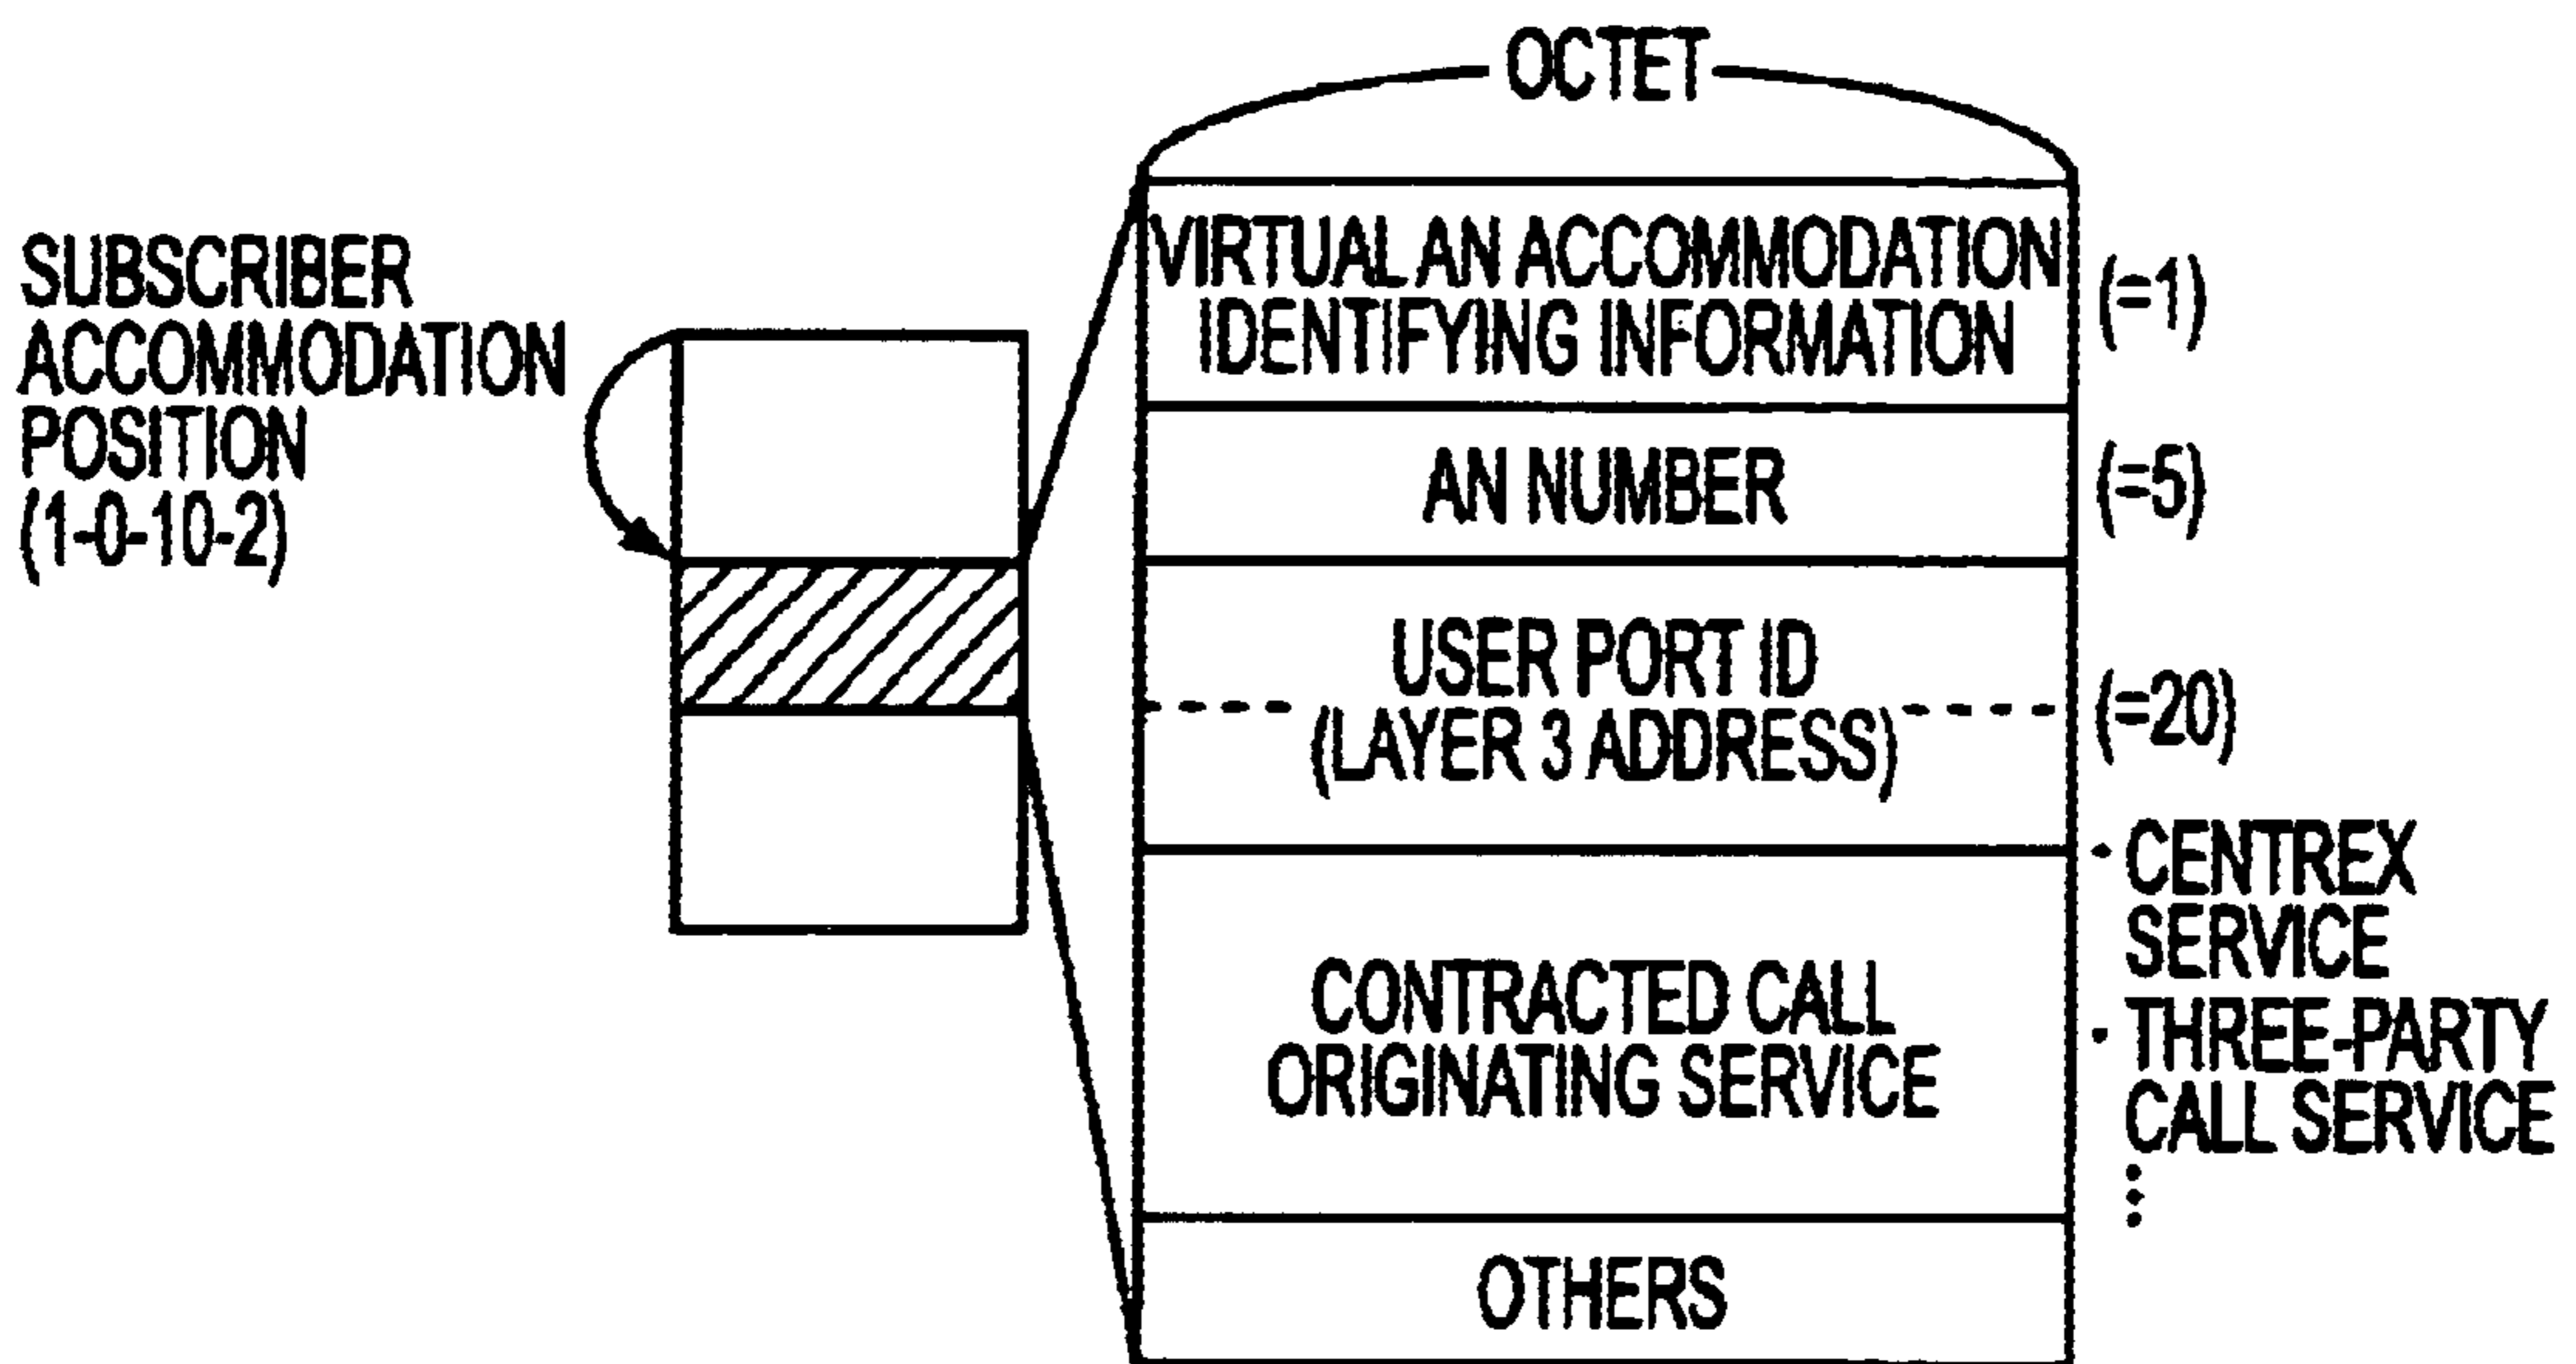 OCTET
SUBSCRIBER
ACCOMMODATION
POSITION
(1-0-10-2)
VIRTUAL AN ACCOMMODATION
IDENTIFYING INFORMATION
(=1)
AN NUMBER
(=5)
USER PORT ID
(LAYER 3 ADDRESS)
(=20)
CONTRACTED CALL
ORIGINATING SERVICE
· CENTREX
SERVICE
· THREE-PARTY
CALL SERVICE
⋮
OTHERS